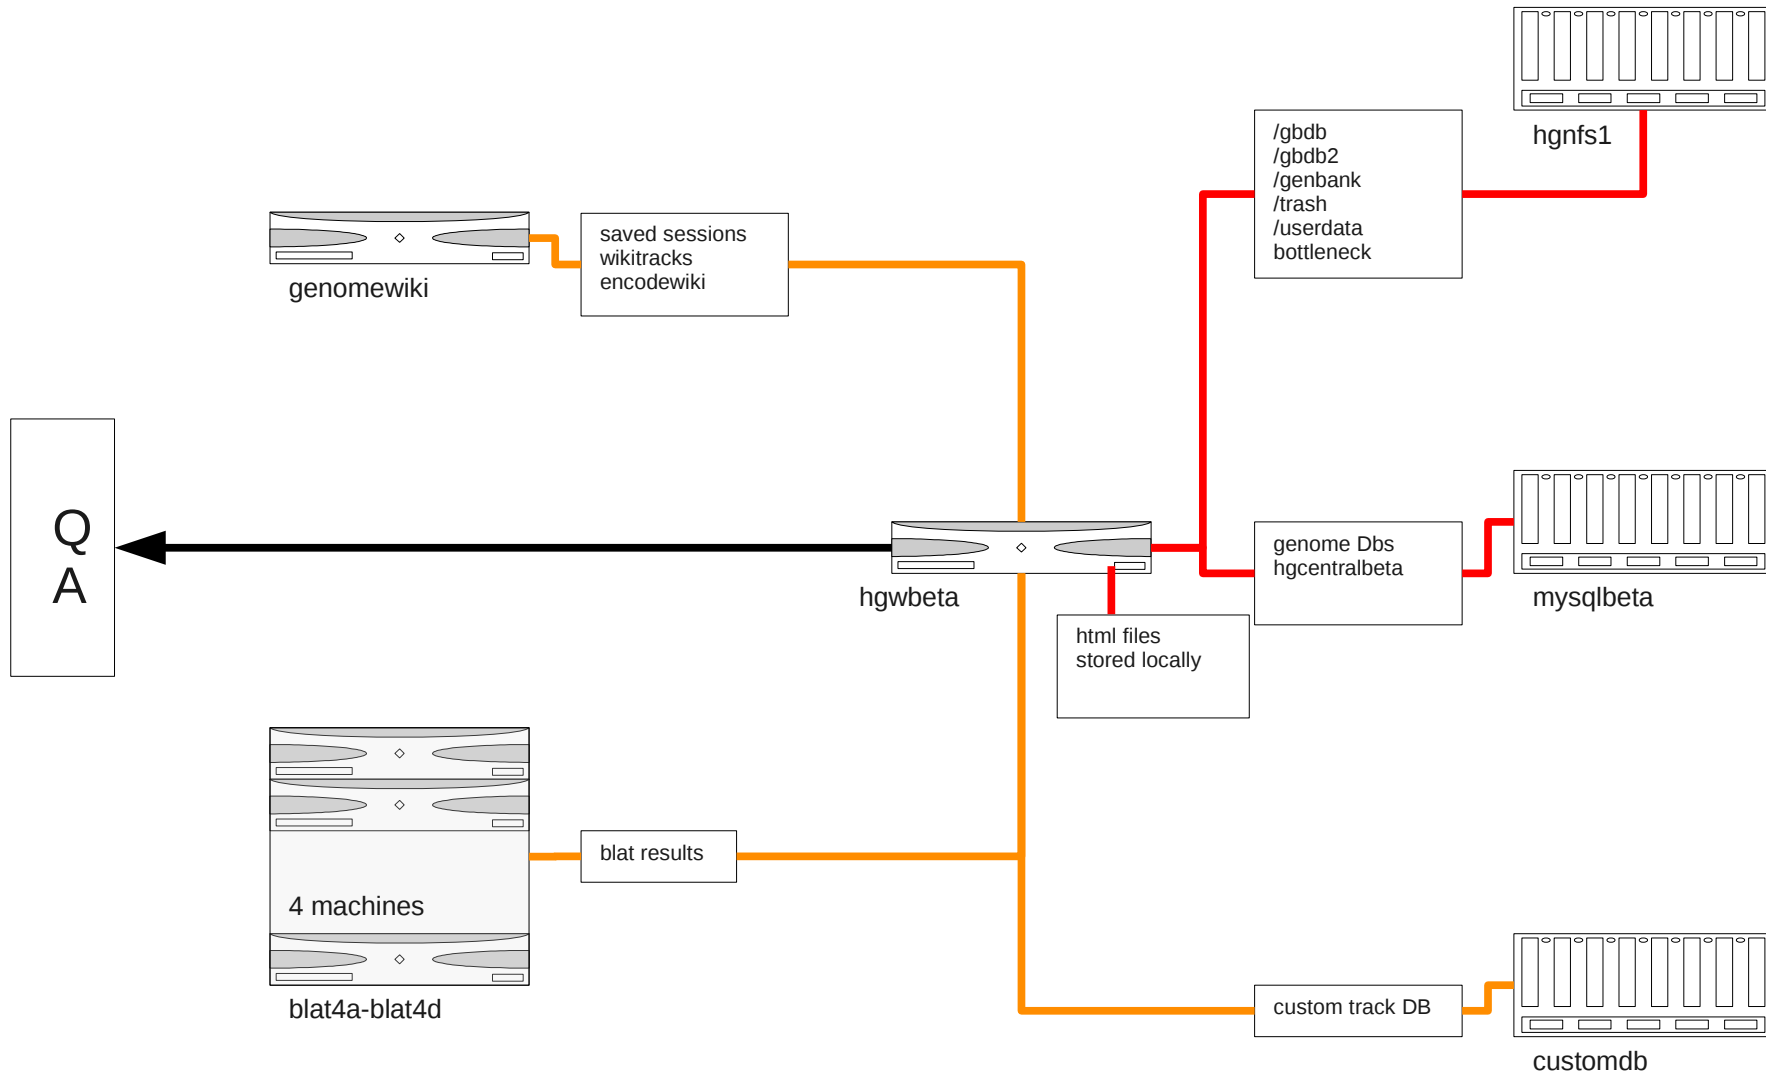 hgnfs1
/gbdb
/gbdb2
/genbank
/trash
/userdata
bottleneck
saved sessions
wikitracks
encodewiki
genomewiki
Q
A
hgwbeta
genome Dbs
hgcentralbeta
mysqlbeta
html files
stored locally
blat results
4 machines
blat4a-blat4d
custom track DB
customdb